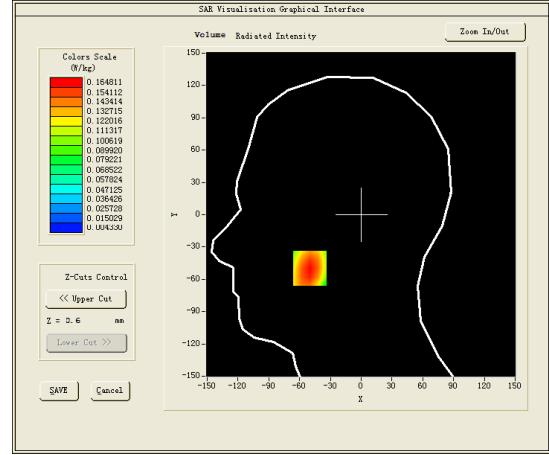 SAR Visualisation Graphical Interface
Volume Radiated Intensity
Zoom In/Out
Colors Scale
(W/kg)
0.164811
0.154112
0.143414
0.132715
0.122016
0.111317
0.100619
0.089920
0.079221
0.068522
0.057824
0.047125
0.036426
0.025728
0.015029
0.004330
Z-Cuts Control
<< Upper Cut
Z = 0.6 mm
Lower Cut >>
SAVE
Cancel
150
120
90
60
30
0
-30
-60
-90
-120
-150
Y
-150 -120 -90 -60 -30 0 30 60 90 120 150
X